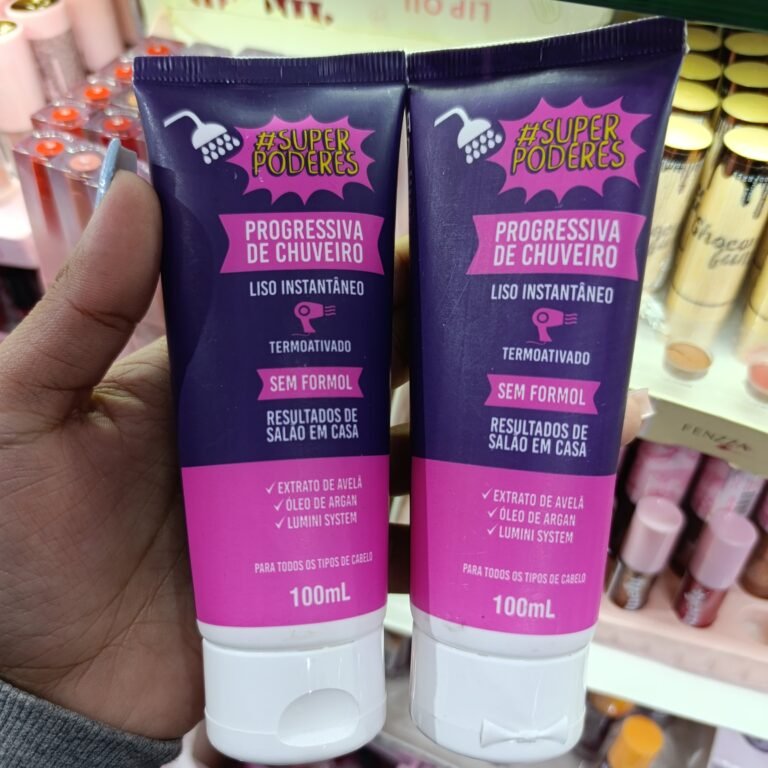 LIP OIL
#SUPER
PODERES
PROGRESSIVA
DE CHUVEIRO
LISO INSTANTÂNEO
TERMOATIVADO
SEM FORMOL
RESULTADOS DE
SALÃO EM CASA
✓EXTRATO DE AVELÃ
✓ÓLEO DE ARGAN
✓LUMINI SYSTEM
PARA TODOS OS TIPOS DE CABELO
100mL
#SUPER
PODERES
PROGRESSIVA
DE CHUVEIRO
LISO INSTANTÂNEO
TERMOATIVADO
SEM FORMOL
RESULTADOS DE
SALÃO EM CASA
✓EXTRATO DE AVELÃ
✓ÓLEO DE ARGAN
✓LUMINI SYSTEM
PARA TODOS OS TIPOS DE CABELO
100mL